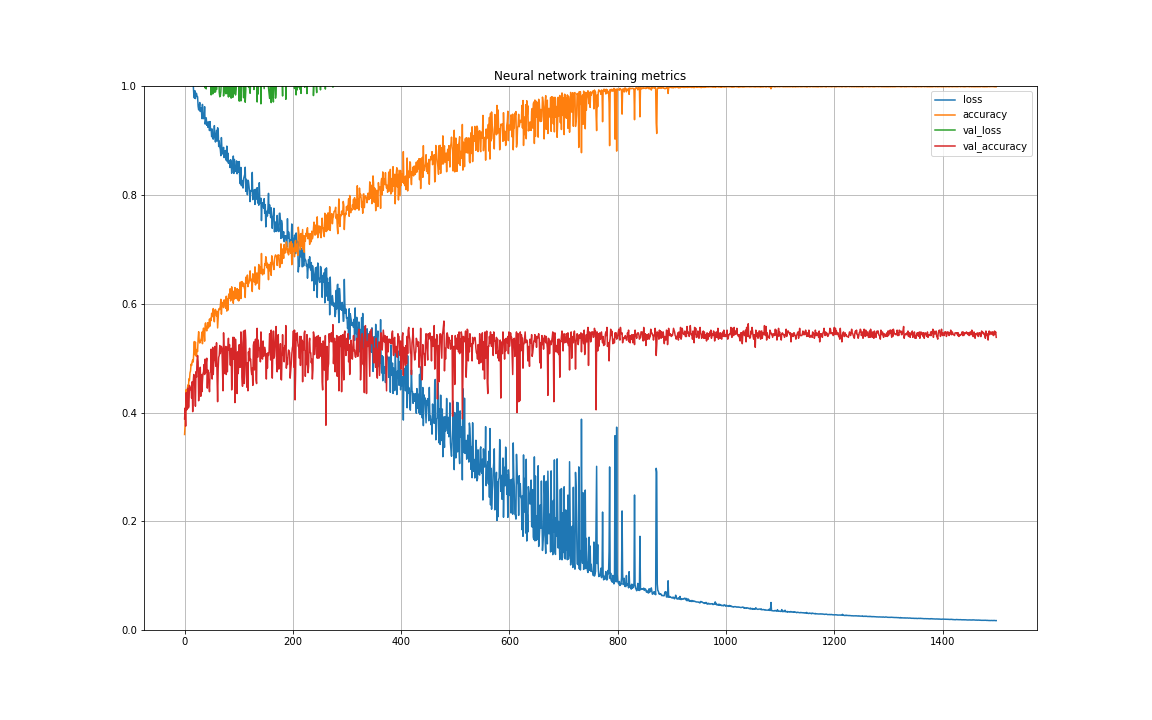 Neural network training metrics
loss
accuracy
val_loss
val_accuracy
1.0
0.8
0.6
0.4
0.2
0.0
0 200 400 600 800 1000 1200 1400